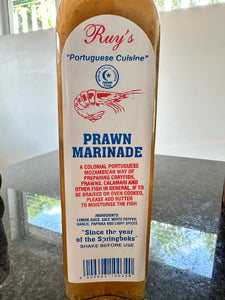 Ruy's
"Portuguese Cuisine"
PRAWN
MARINADE
A COLONIAL PORTUGUESE
MOZAMBICAN WAY OF
PREPARING CRAYFISH,
PRAWNS, CALAMARI AND
OTHER FISH IN GENERAL, IF TO
BE BRAISED OR OVEN COOKED,
PLEASE ADD BUTTER
TO MOISTURISE THE FISH.
INGREDIENTS:
LEMON JUICE, SALT, WHITE PEPPER,
GARLIC, PAPRIKA AND LIGHT SPICES
"Since the year
of the Springboks"
SHAKE BEFORE USE